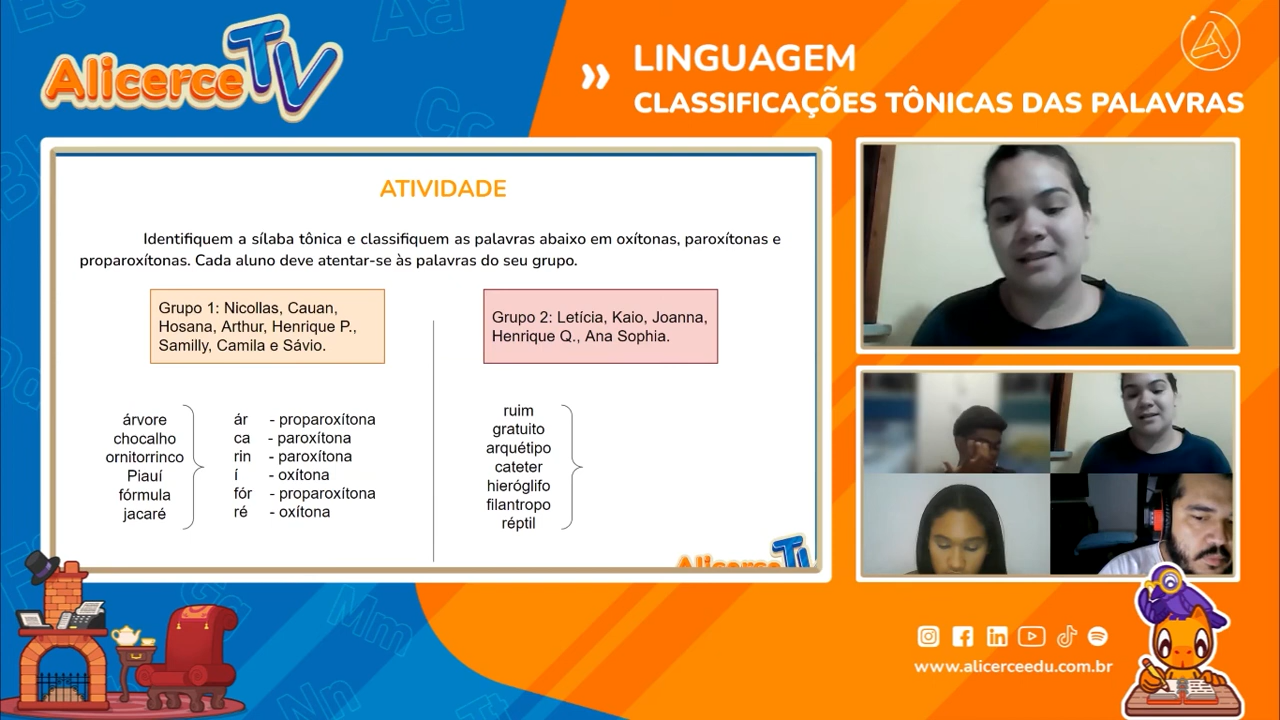 Alicerce TV
LINGUAGEM
CLASSIFICAÇÕES TÔNICAS DAS PALAVRAS
ATIVIDADE
Identifiquem a sílaba tônica e classifiquem as palavras abaixo em oxítonas, paroxítonas e
proparoxítonas. Cada aluno deve atentar-se às palavras do seu grupo.
Grupo 1: Nicollas, Cauan,
Hosana, Arthur, Henrique P.,
Samilly, Camila e Sávio.
Grupo 2: Letícia, Kaio, Joanna,
Henrique Q., Ana Sophia.
árvore
chocalho
ornitorrinco
Piauí
fórmula
jacaré
ár - proparoxítona
ca - paroxítona
rin - paroxítona
í - oxítona
fór - proparoxítona
ré - oxítona
ruim
gratuito
arquétipo
cateter
hieróglifo
filantropo
réptil
www.alicerceedu.com.br